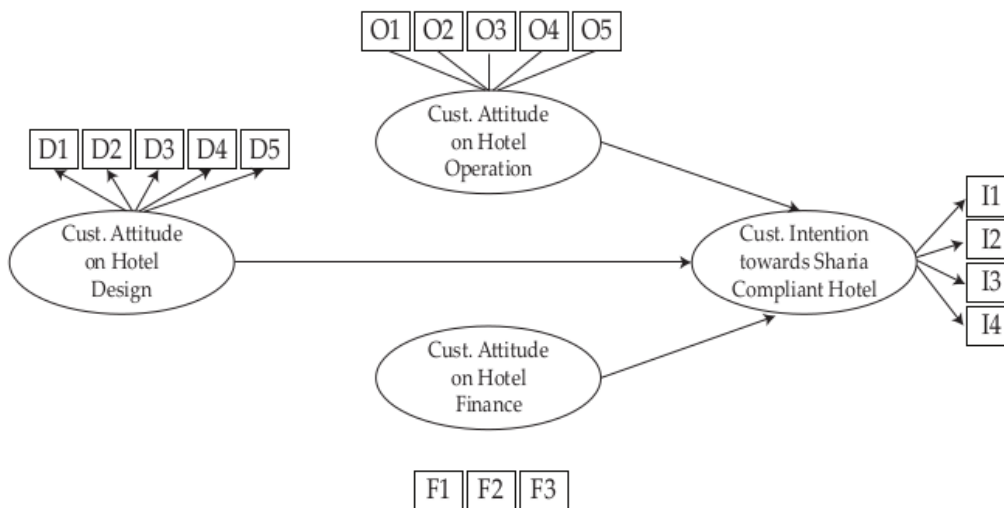 O1 O2 O3 O4 O5
Cust. Attitude
on Hotel
Operation
D1 D2 D3 D4 D5
Cust. Attitude
on Hotel
Design
Cust. Intention
towards Sharia
Compliant Hotel
I1
I2
I3
I4
Cust. Attitude
on Hotel
Finance
F1 F2 F3